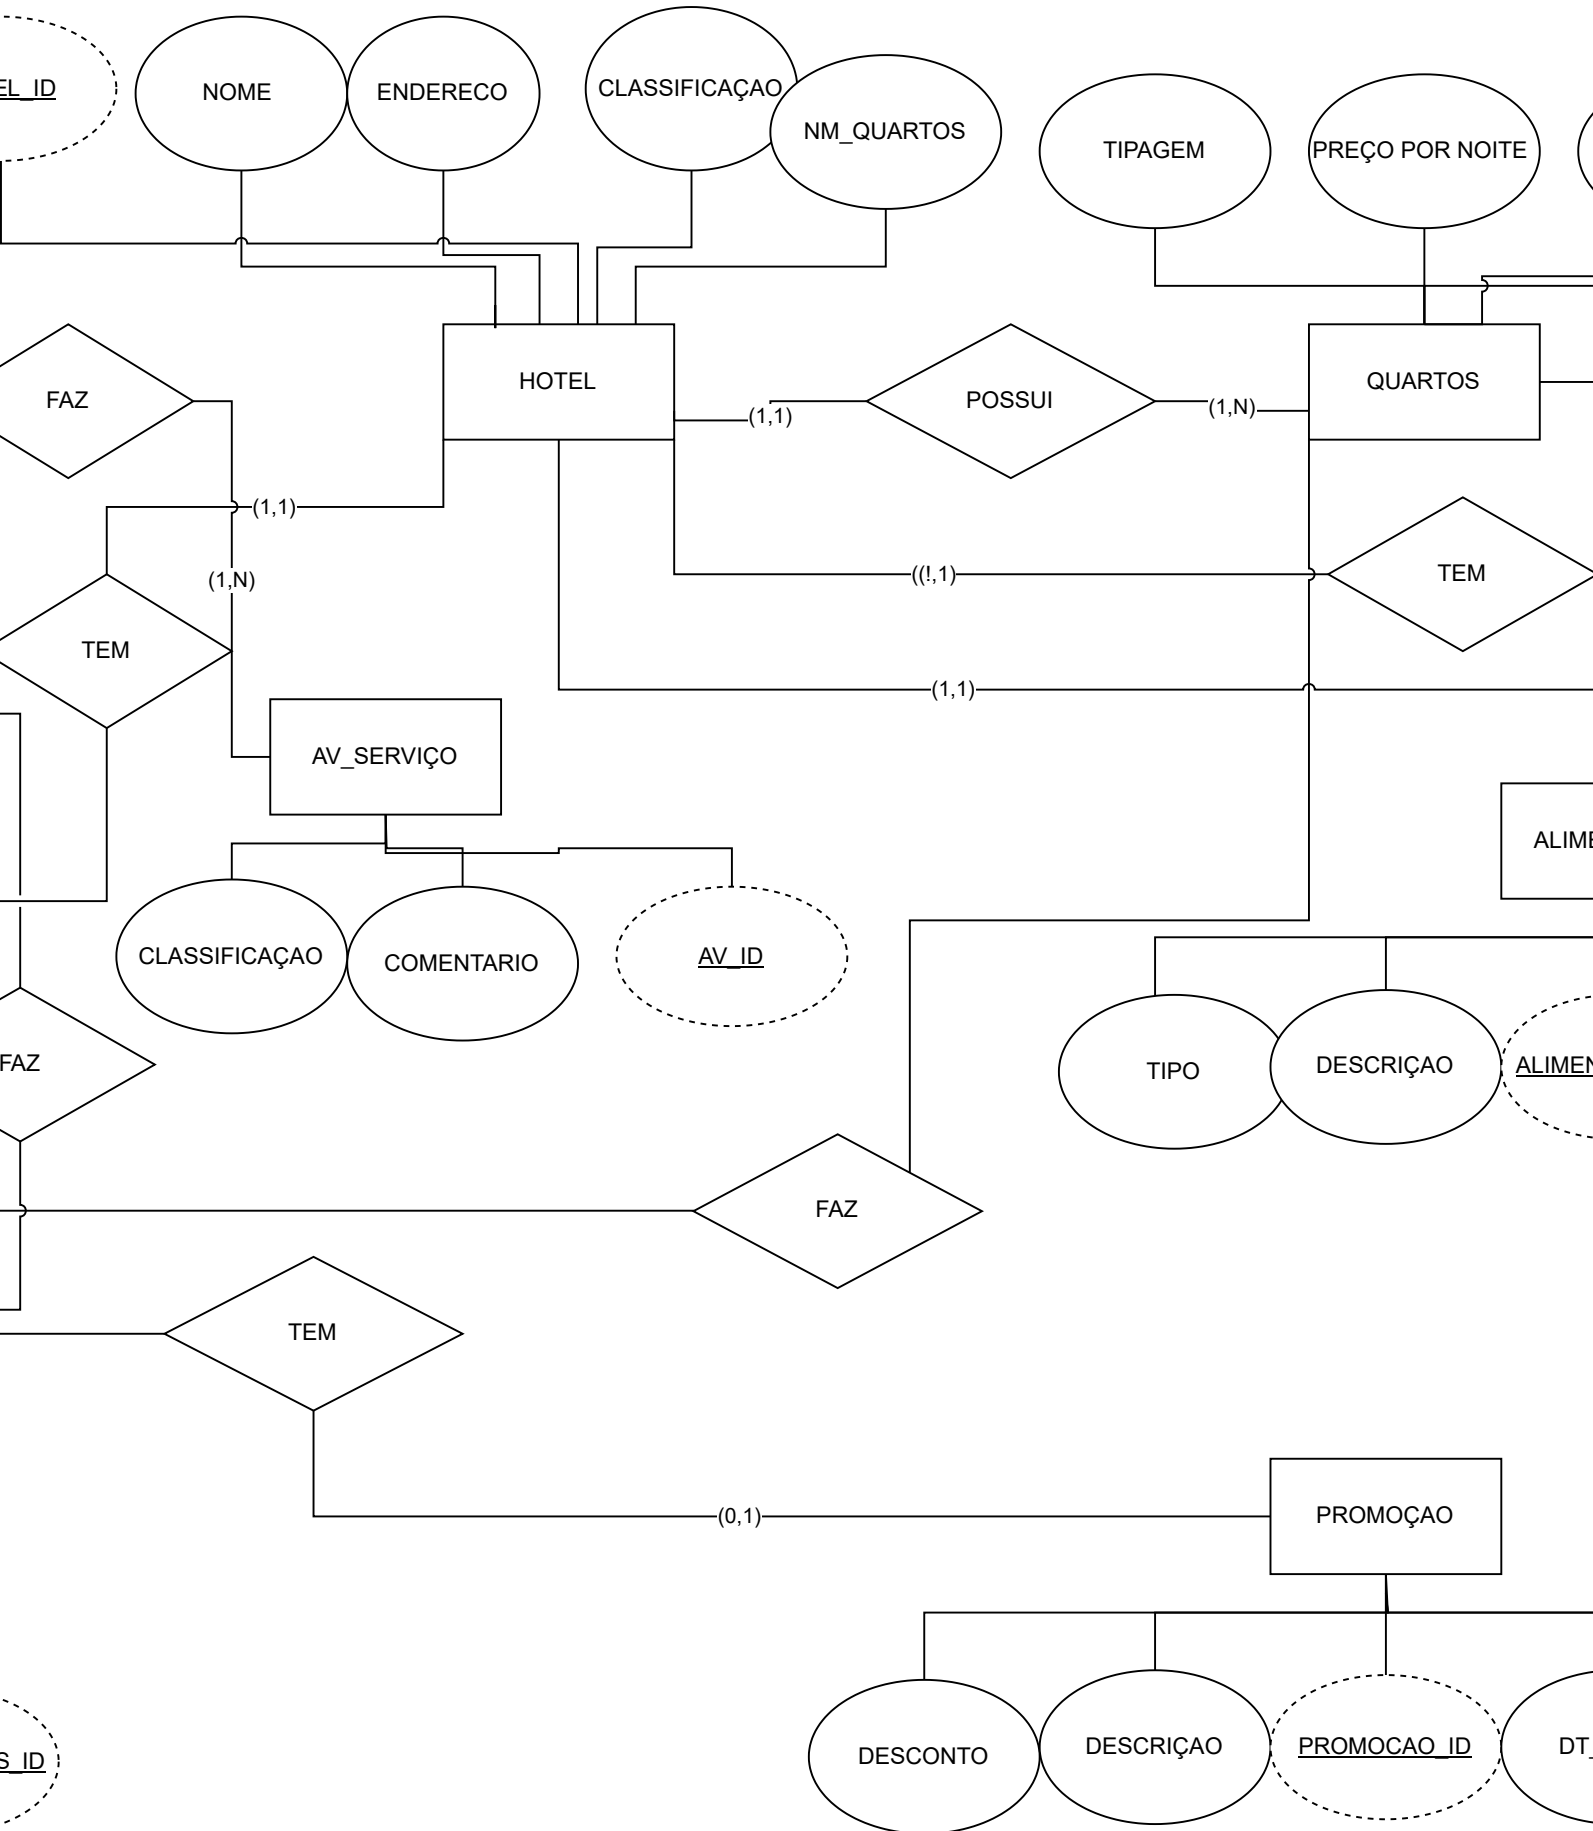 EL_ID
NOME
ENDERECO
CLASSIFICAÇAO
NM_QUARTOS
TIPAGEM
PREÇO POR NOITE
FAZ
HOTEL
(1,1)
POSSUI
(1,N)
QUARTOS
(1,1)
(1,N)
((!,1)
TEM
TEM
(1,1)
AV_SERVIÇO
ALIME
CLASSIFICAÇAO
COMENTARIO
AV_ID
FAZ
TIPO
DESCRIÇAO
ALIMEN
FAZ
TEM
(0,1)
PROMOÇAO
S_ID
DESCONTO
DESCRIÇAO
PROMOCAO_ID
DT_